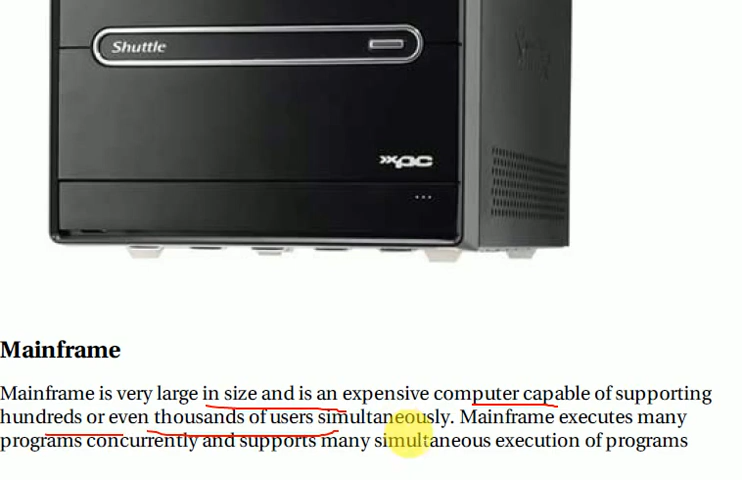 Shuttle
XPC
Mainframe
Mainframe is very large in size and is an expensive computer capable of supporting
hundreds or even thousands of users simultaneously. Mainframe executes many
programs concurrently and supports many simultaneous execution of programs